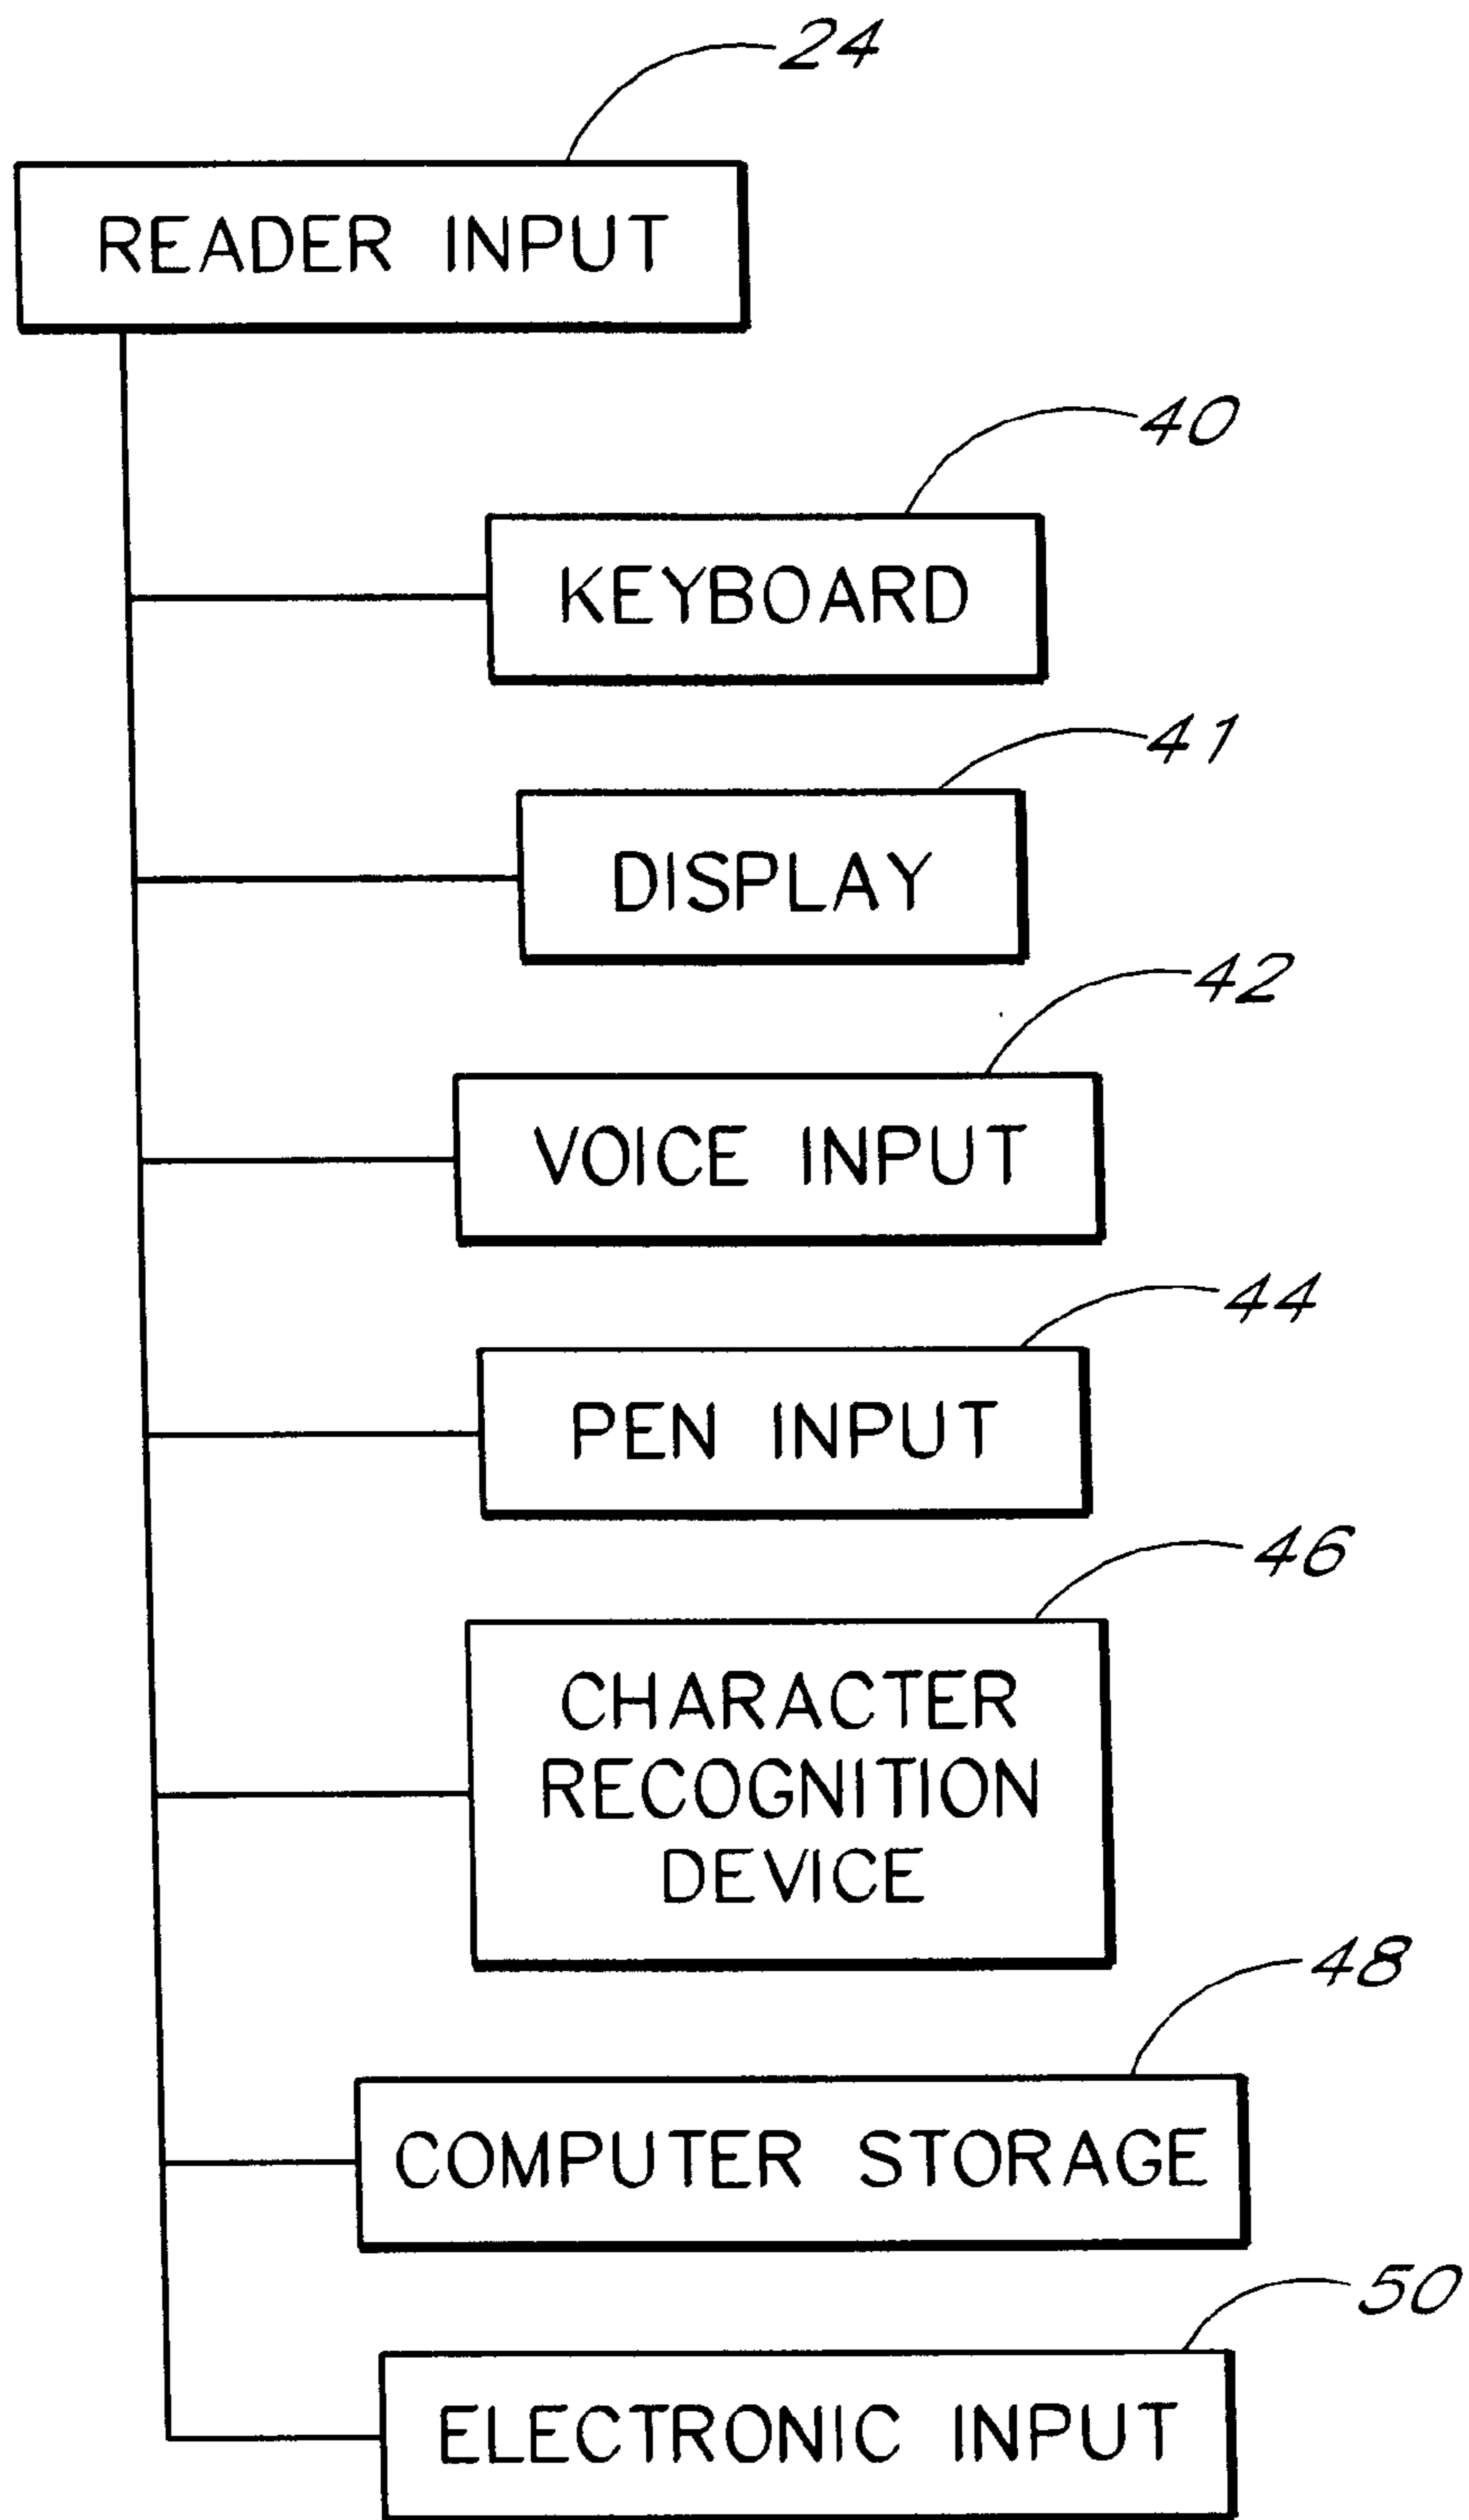 24
READER INPUT
40
KEYBOARD
41
DISPLAY
42
VOICE INPUT
44
PEN INPUT
46
CHARACTER
RECOGNITION
DEVICE
48
COMPUTER STORAGE
50
ELECTRONIC INPUT